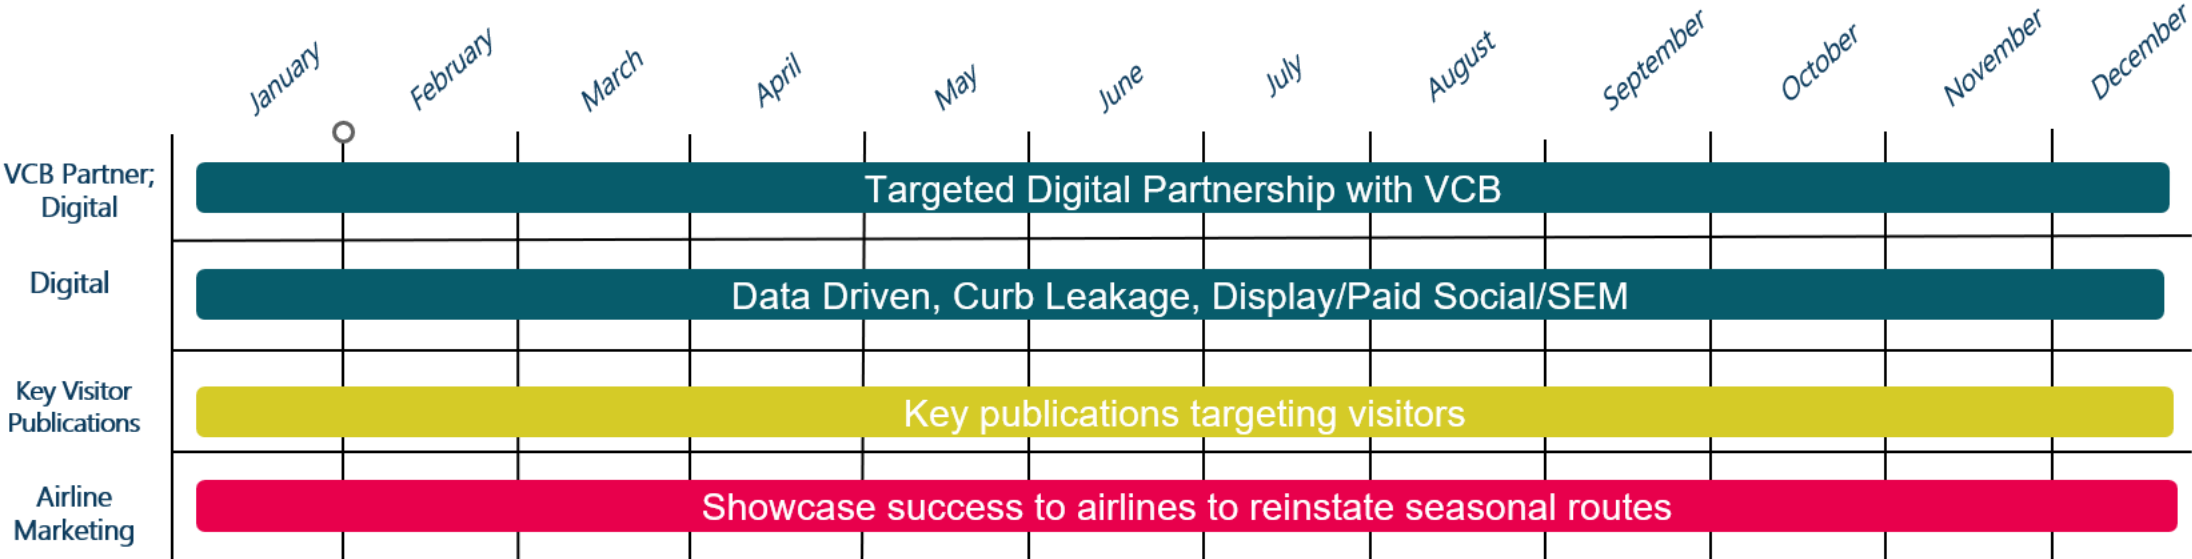 January
February
March
April
May
June
July
August
September
October
November
December
VCB Partner;
Digital
Targeted Digital Partnership with VCB
Digital
Data Driven, Curb Leakage, Display/Paid Social/SEM
Key Visitor
Publications
Key publications targeting visitors
Airline
Marketing
Showcase success to airlines to reinstate seasonal routes